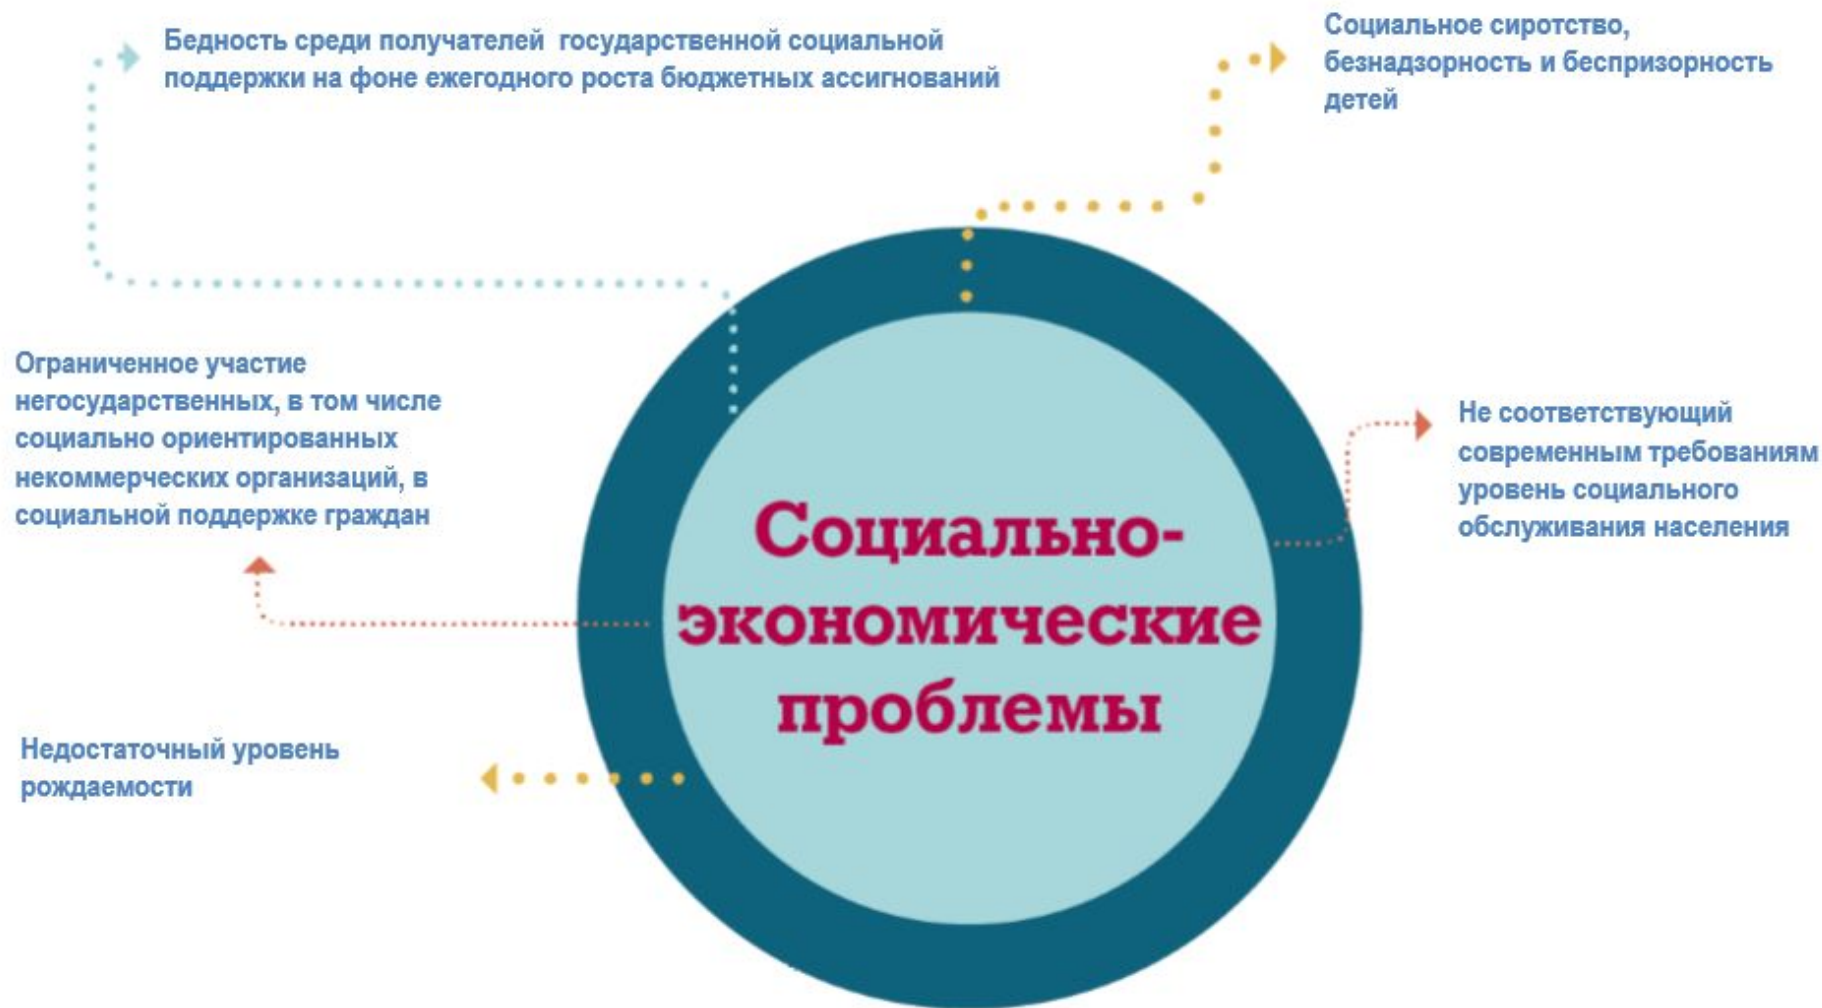 Бедность среди получателей государственной социальной
поддержки на фоне ежегодного роста бюджетных ассигнований
Социальное сиротство,
безнадзорность и беспризорность
детей
Ограниченное участие
негосударственных, в том числе
социально ориентированных
некоммерческих организаций, в
социальной поддержке граждан
Не соответствующий
современным требованиям
уровень социального
обслуживания населения
Социально-
экономические
проблемы
Недостаточный уровень
рождаемости